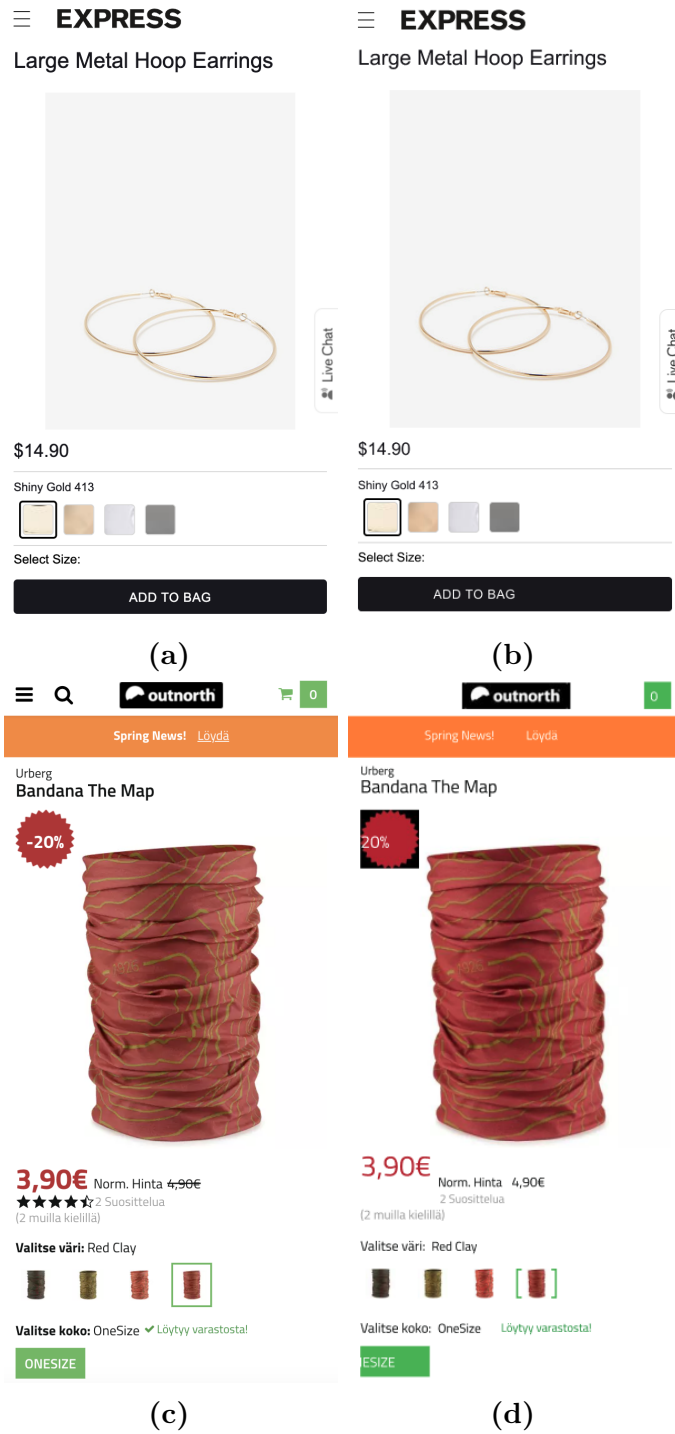 EXPRESS
Large Metal Hoop Earrings
Live Chat
$14.90
Shiny Gold 413
Select Size:
ADD TO BAG
(a)
EXPRESS
Large Metal Hoop Earrings
Live Chat
$14.90
Shiny Gold 413
Select Size:
ADD TO BAG
(b)
outnorth 0
Spring News! Löydä
Urberg
Bandana The Map
-20%
3,90€ Norm. Hinta 4,90€
2 Suosittelua
(2 muilla kielillä)
Valitse väri: Red Clay
Valitse koko: OneSize Löytyy varastosta!
ONESIZE
(c)
outnorth 0
Spring News! Löydä
Urberg
Bandana The Map
20%
3,90€ Norm. Hinta 4,90€
2 Suosittelua
(2 muilla kielillä)
Valitse väri: Red Clay
Valitse koko: OneSize Löytyy varastosta!
ESIZE
(d)